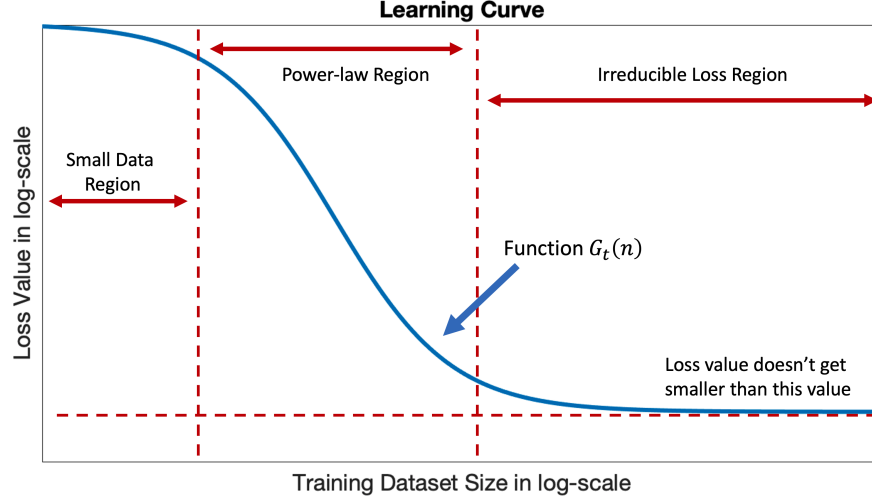 Learning Curve
Power-law Region
Irreducible Loss Region
Small Data
Region
Function G_t(n)
Loss value doesn’t get
smaller than this value
Loss Value in log-scale
Training Dataset Size in log-scale